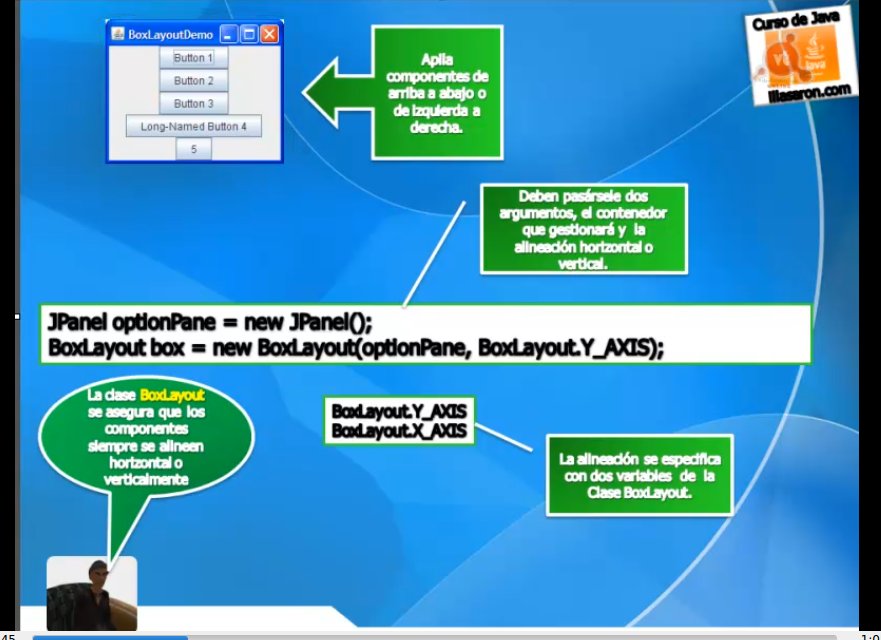 BoxLayoutDemo
Button 1
Button 2
Button 3
Long-Named Button 4
5
Apila
componentes de
arriba a abajo o
de izquierda a
derecha.
Curso de Java
Java
illasaron.com
Deben pasársele dos
argumentos, el contenedor
que gestionará y la
alineación horizontal o
vertical.
JPanel optionPane = new JPanel();
BoxLayout box = new BoxLayout(optionPane, BoxLayout.Y_AXIS);
La clase BoxLayout
se asegura que los
componentes
siempre se alineen
horizontal o
verticalmente
BoxLayout.Y_AXIS
BoxLayout.X_AXIS
La alineación se especifica
con dos variables de la
Clase BoxLayout.
45
1:0